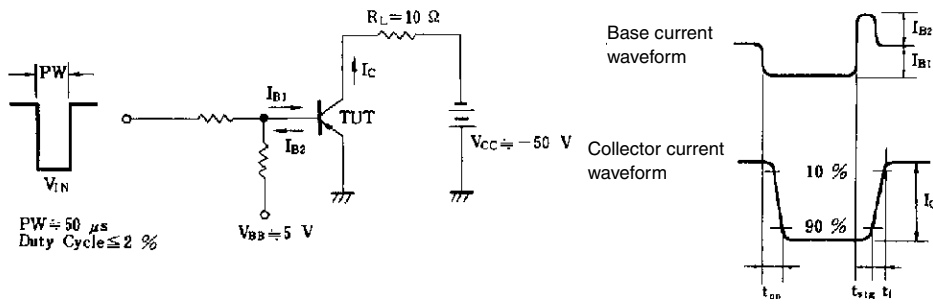 R_L=10 Ω
PW
I_C
I_B1
TUT
I_B2
V_CC≒−50 V
V_IN
PW≒50 μs
Duty Cycle≦2 %
V_BB≒5 V
Base current
waveform
I_B2
I_B1
Collector current
waveform
10 %
90 %
I_C
t_on
t_stg
t_f